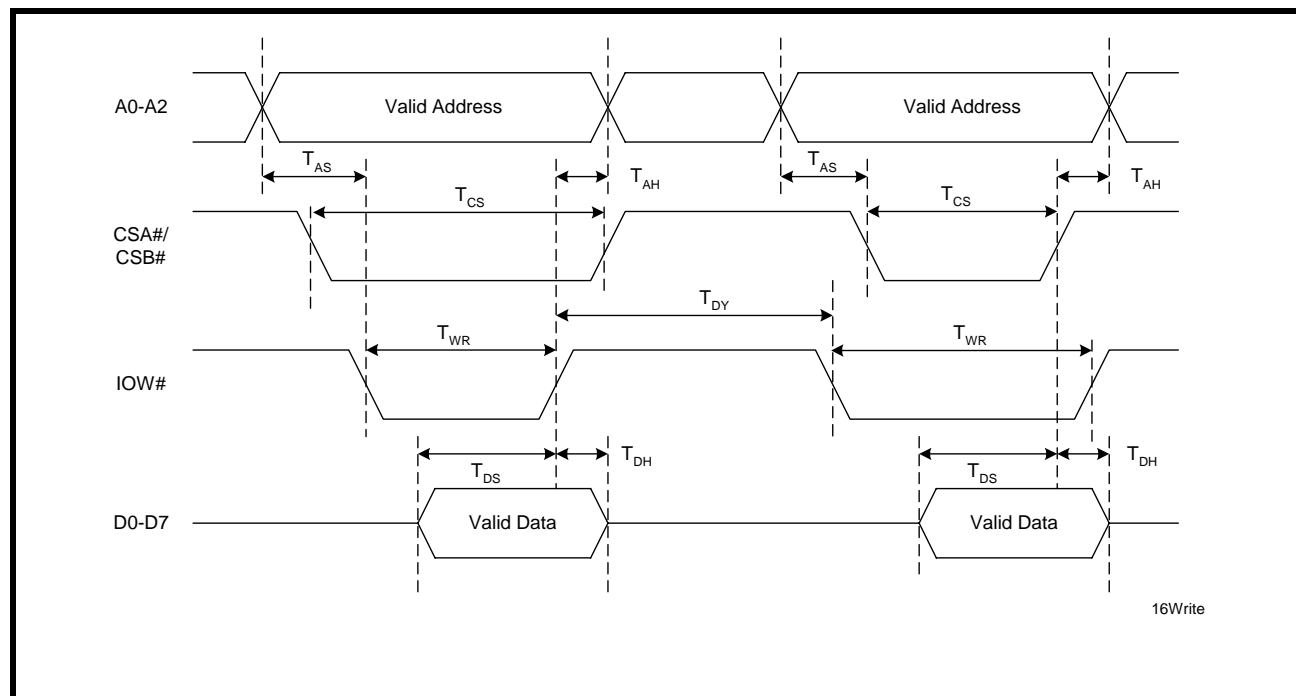 A0-A2
Valid Address
Valid Address
TAS
TAH
TAS
TAH
TCS
TCS
CSA#/
CSB#
TDY
TWR
TWR
IOW#
TDS
TDH
TDS
TDH
D0-D7
Valid Data
Valid Data
16Write